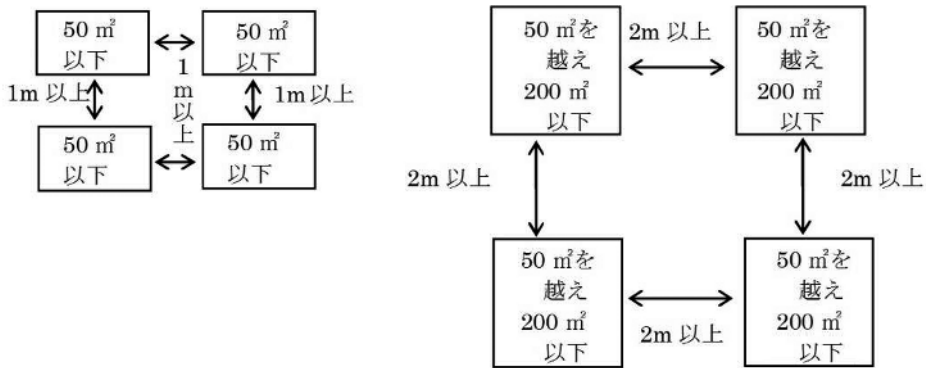 50 ㎡
以下
50 ㎡
以下
1m 以上
1m以上
1m 以上
50 ㎡
以下
50 ㎡
以下
50 ㎡を
越え
200 ㎡
以下
2m 以上
50 ㎡を
越え
200 ㎡
以下
2m 以上
2m 以上
50 ㎡を
越え
200 ㎡
以下
2m 以上
50 ㎡を
越え
200 ㎡
以下